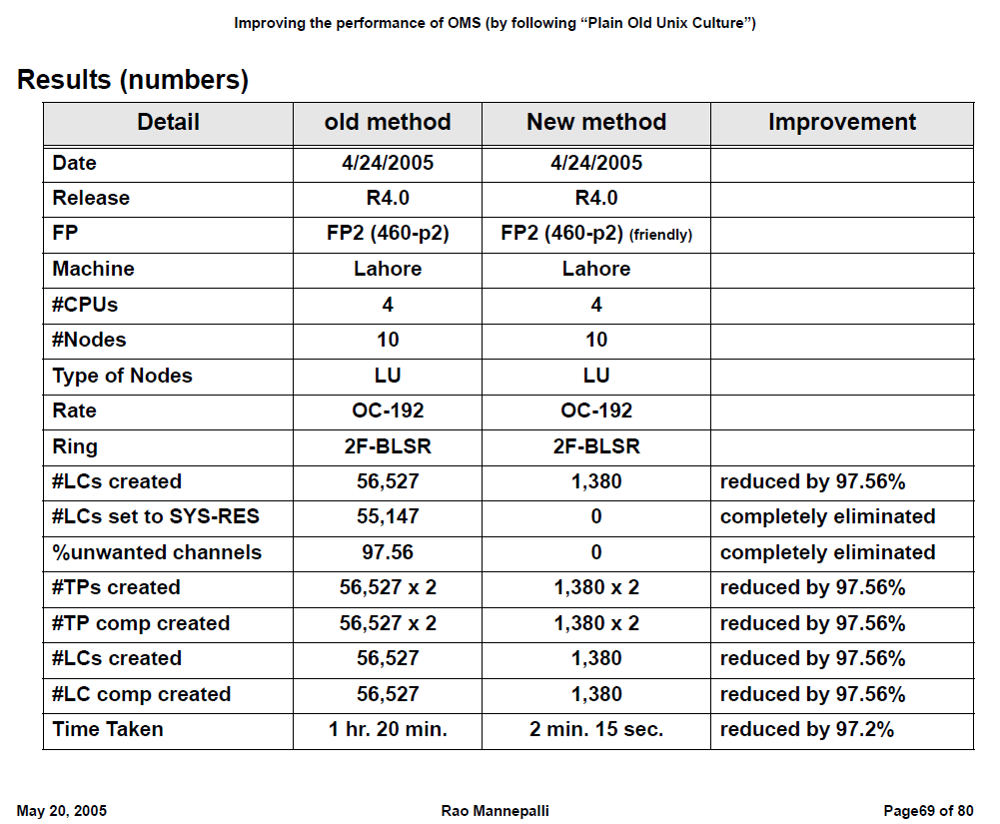 Improving the performance of OMS (by following “Plain Old Unix Culture”)
Results (numbers)
Detail old method New method Improvement
Date 4/24/2005 4/24/2005
Release R4.0 R4.0
FP FP2 (460-p2) FP2 (460-p2) (friendly)
Machine Lahore Lahore
#CPUs 4 4
#Nodes 10 10
Type of Nodes LU LU
Rate OC-192 OC-192
Ring 2F-BLSR 2F-BLSR
#LCs created 56,527 1,380 reduced by 97.56%
#LCs set to SYS-RES 55,147 0 completely eliminated
%unwanted channels 97.56 0 completely eliminated
#TPs created 56,527 x 2 1,380 x 2 reduced by 97.56%
#TP comp created 56,527 x 2 1,380 x 2 reduced by 97.56%
#LCs created 56,527 1,380 reduced by 97.56%
#LC comp created 56,527 1,380 reduced by 97.56%
Time Taken 1 hr. 20 min. 2 min. 15 sec. reduced by 97.2%
May 20, 2005 Rao Mannepalli Page69 of 80